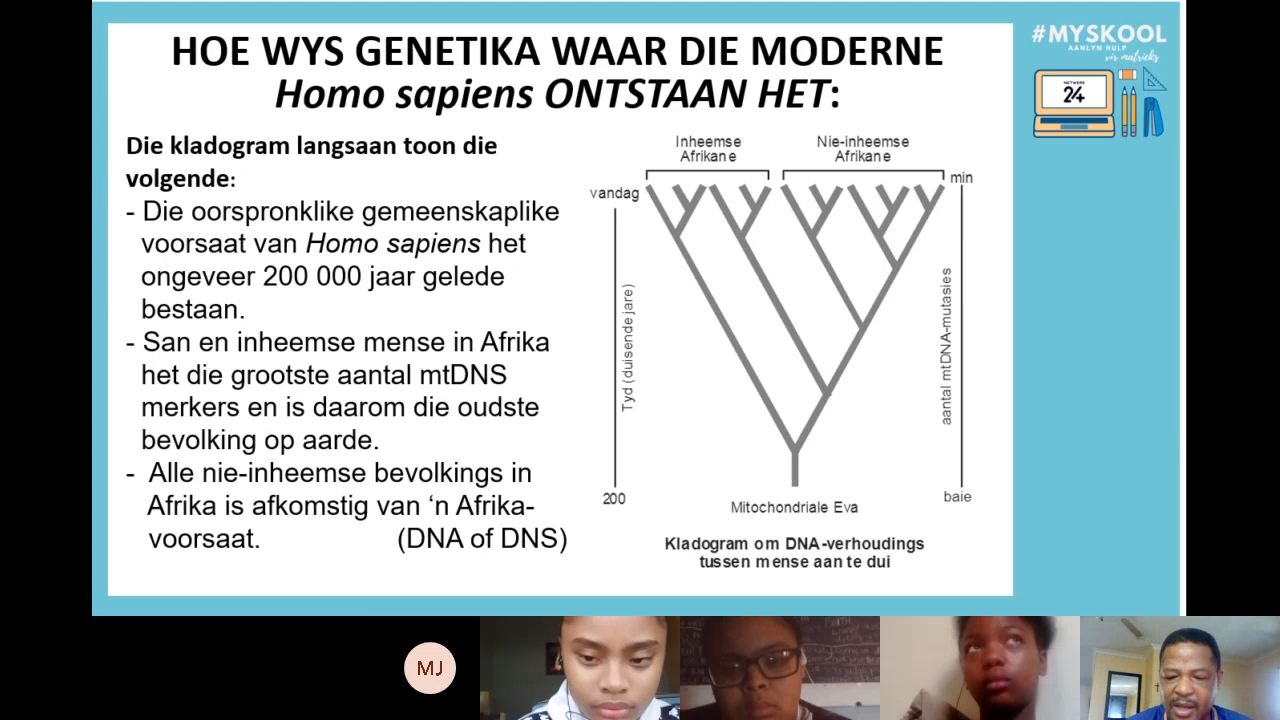 HOE WYS GENETIKA WAAR DIE MODERNE
Homo sapiens ONTSTAAN HET:
Die kladogram langsaan toon die
volgende:
- Die oorspronklike gemeenskaplike
voorsaat van Homo sapiens het
ongeveer 200 000 jaar gelede
bestaan.
- San en inheemse mense in Afrika
het die grootste aantal mtDNS
merkers en is daarom die oudste
bevolking op aarde.
- Alle nie-inheemse bevolkings in
Afrika is afkomstig van ‘n Afrika-
voorsaat. (DNA of DNS)
Inheemse
Afrikane
Nie-inheemse
Afrikane
vandag
min
Tyd (duisende jare)
aantal mtDNA-mutasies
200
baie
Mitochondriale Eva
Kladogram om DNA-verhoudings
tussen mense aan te dui
#MYSKOOL
AANLYN HULP
vir matrieks
NETWERK
24
MJ